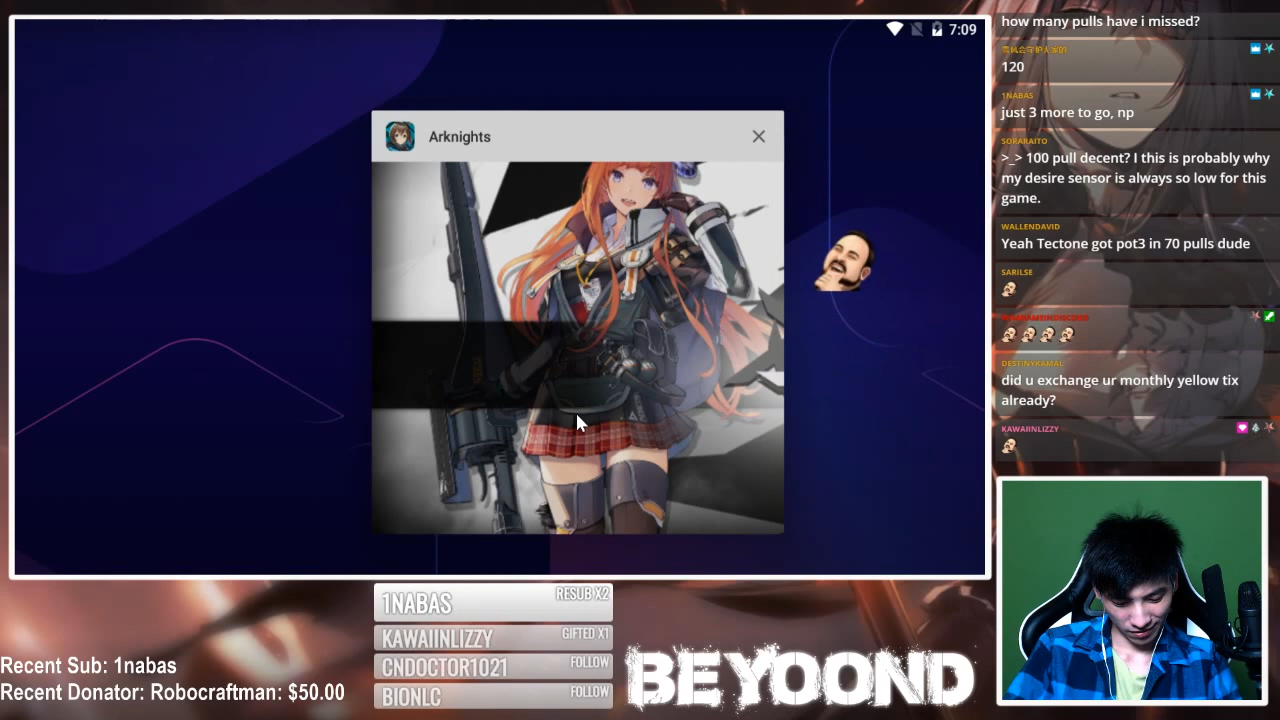 7:09
Arknights
how many pulls have i missed?
120
1NABAS
just 3 more to go, np
SORARAITO
>_> 100 pull decent? I this is probably why
my desire sensor is always so low for this
game.
WALLENDAVID
Yeah Tectone got pot3 in 70 pulls dude
SARILSE
DESTINYKAMAL
did u exchange ur monthly yellow tix
already?
KAWAIINLIZZY
1NABAS RESUB X2
KAWAIINLIZZY GIFTED X1
CNDOCTOR1021 FOLLOW
BIONLC FOLLOW
Recent Sub: 1nabas
Recent Donator: Robocraftman: $50.00
BEYOOND